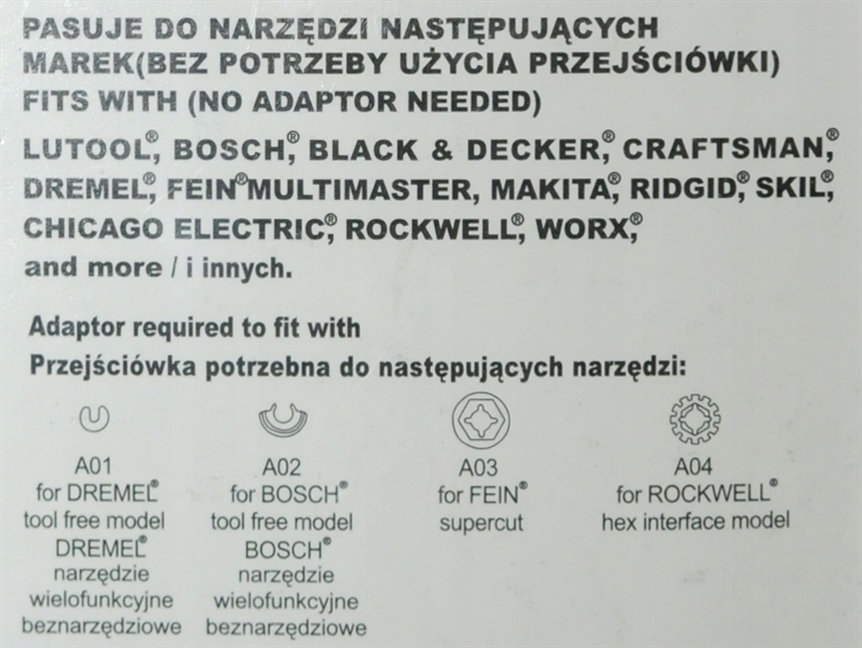 PASUJE DO NARZĘDZI NASTĘPUJĄCYCH
MAREK(BEZ POTRZEBY UŻYCIA PRZEJŚCIÓWKI)
FITS WITH (NO ADAPTOR NEEDED)
LUTOOL®, BOSCH®, BLACK & DECKER®, CRAFTSMAN®,
DREMEL®, FEIN®MULTIMASTER, MAKITA®, RIDGID®, SKIL®,
CHICAGO ELECTRIC®, ROCKWELL®, WORX®,
and more / i innych.
Adaptor required to fit with
Przejściówka potrzebna do następujących narzędzi:
A01
for DREMEL®
tool free model
DREMEL®
narzędzie
wielofunkcyjne
beznarzędziowe
A02
for BOSCH®
tool free model
BOSCH®
narzędzie
wielofunkcyjne
beznarzędziowe
A03
for FEIN®
supercut
A04
for ROCKWELL®
hex interface model